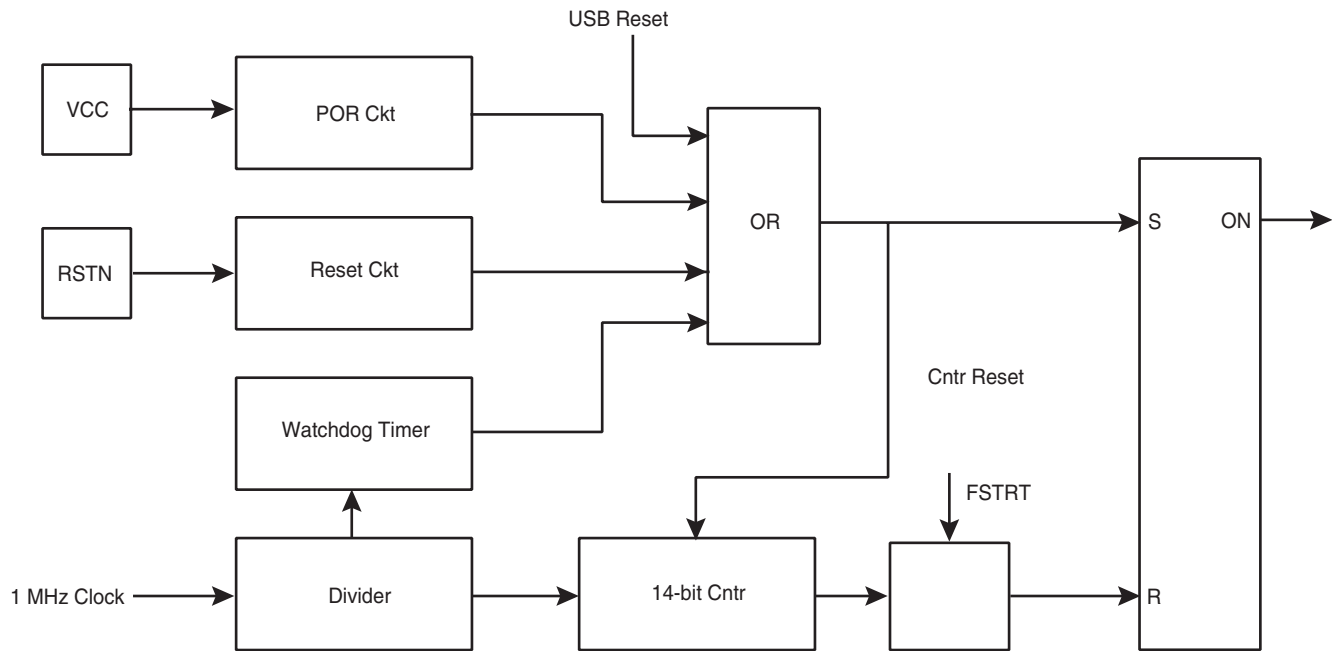 USB Reset
VCC
POR Ckt
OR
S
ON
RSTN
Reset Ckt
Cntr Reset
Watchdog Timer
FSTRT
1 MHz Clock
Divider
14-bit Cntr
R